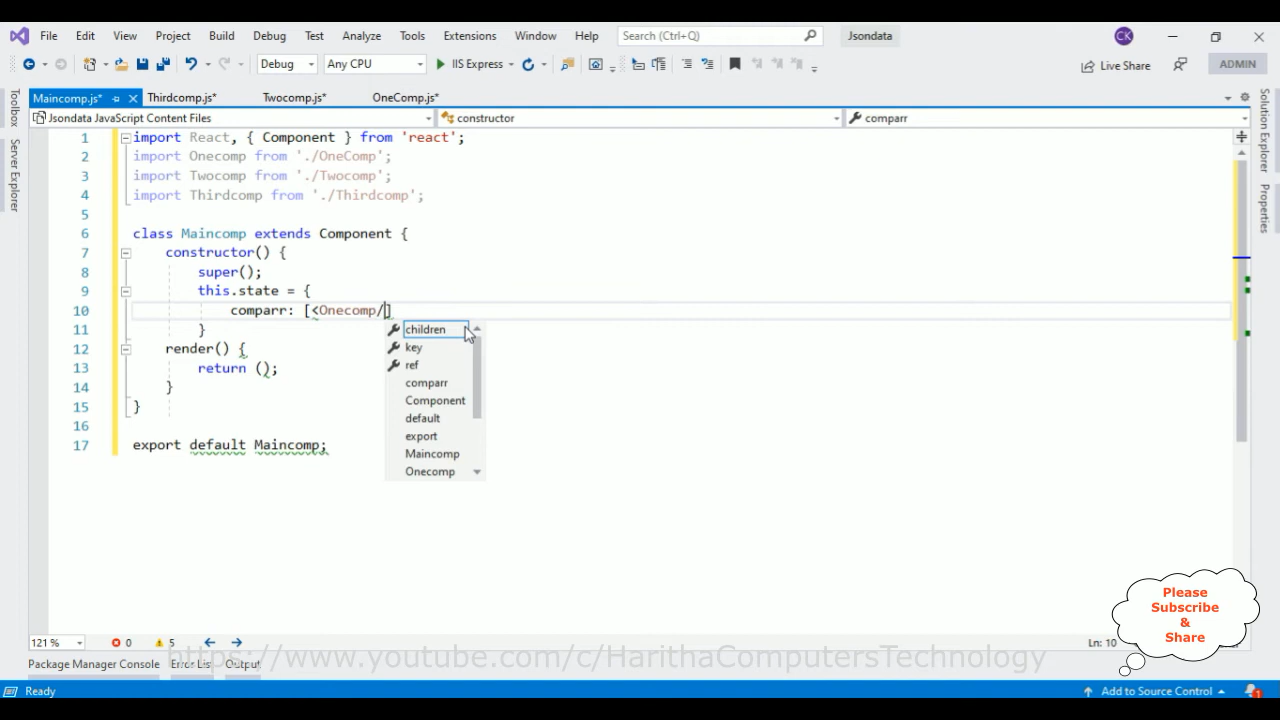 File Edit View Project Build Debug Test Analyze Tools Extensions Window Help Search (Ctrl+Q) Jsondata CK
Debug Any CPU IIS Express Live Share ADMIN
Maincomp.js* Thirdcomp.js* Twocomp.js* OneComp.js*
Jsondata JavaScript Content Files constructor comparr
Toolbox
Server Explorer
Solution Explorer
Properties
1 import React, { Component } from 'react';
2 import Onecomp from './OneComp';
3 import Twocomp from './Twocomp';
4 import Thirdcomp from './Thirdcomp';
5
6 class Maincomp extends Component {
7 constructor() {
8 super();
9 this.state = {
10 comparr: [<Onecomp/]
11 }
12 render() {
13 return ();
14 }
15 }
16
17 export default Maincomp;
children
key
ref
comparr
Component
default
export
Maincomp
Onecomp
Please
Subscribe
&
Share
121 % 0 5 Ln: 10
https://www.youtube.com/c/HarithaComputersTechnology
Package Manager Console Error List Output
Ready Add to Source Control 1